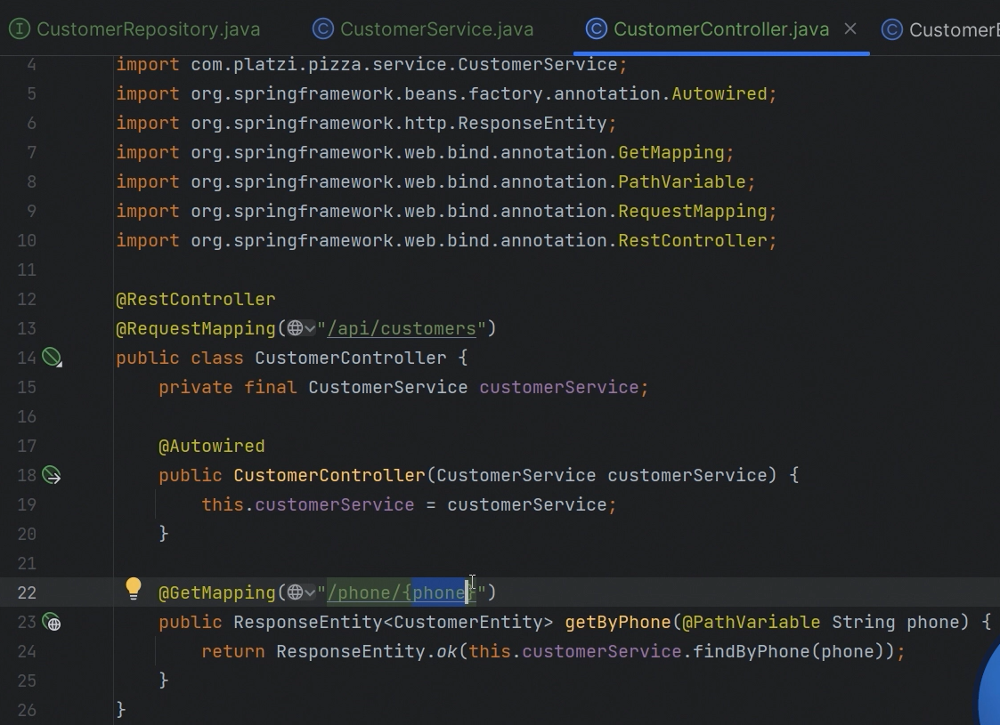 CustomerRepository.java CustomerService.java CustomerController.java Customer
4 import com.platzi.pizza.service.CustomerService;
5 import org.springframework.beans.factory.annotation.Autowired;
6 import org.springframework.http.ResponseEntity;
7 import org.springframework.web.bind.annotation.GetMapping;
8 import org.springframework.web.bind.annotation.PathVariable;
9 import org.springframework.web.bind.annotation.RequestMapping;
10 import org.springframework.web.bind.annotation.RestController;
11
12 @RestController
13 @RequestMapping("/api/customers")
14 public class CustomerController {
15 private final CustomerService customerService;
16
17 @Autowired
18 public CustomerController(CustomerService customerService) {
19 this.customerService = customerService;
20 }
21
22 @GetMapping("/phone/{phone}")
23 public ResponseEntity<CustomerEntity> getByPhone(@PathVariable String phone) {
24 return ResponseEntity.ok(this.customerService.findByPhone(phone));
25 }
26 }